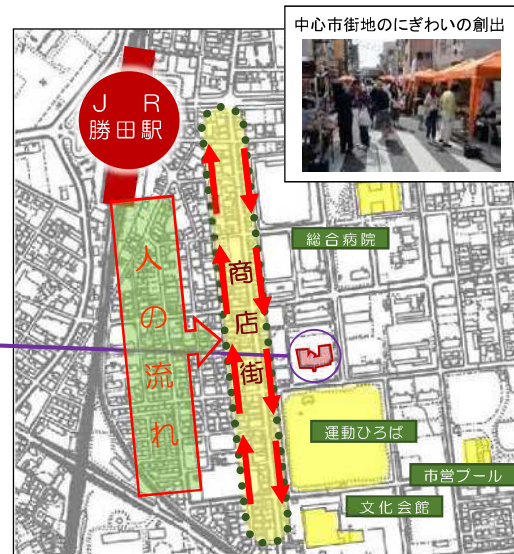 中心市街地のにぎわいの創出
JR
勝田駅
総合病院
人の流れ
商店街
運動ひろば
市営プール
文化会館